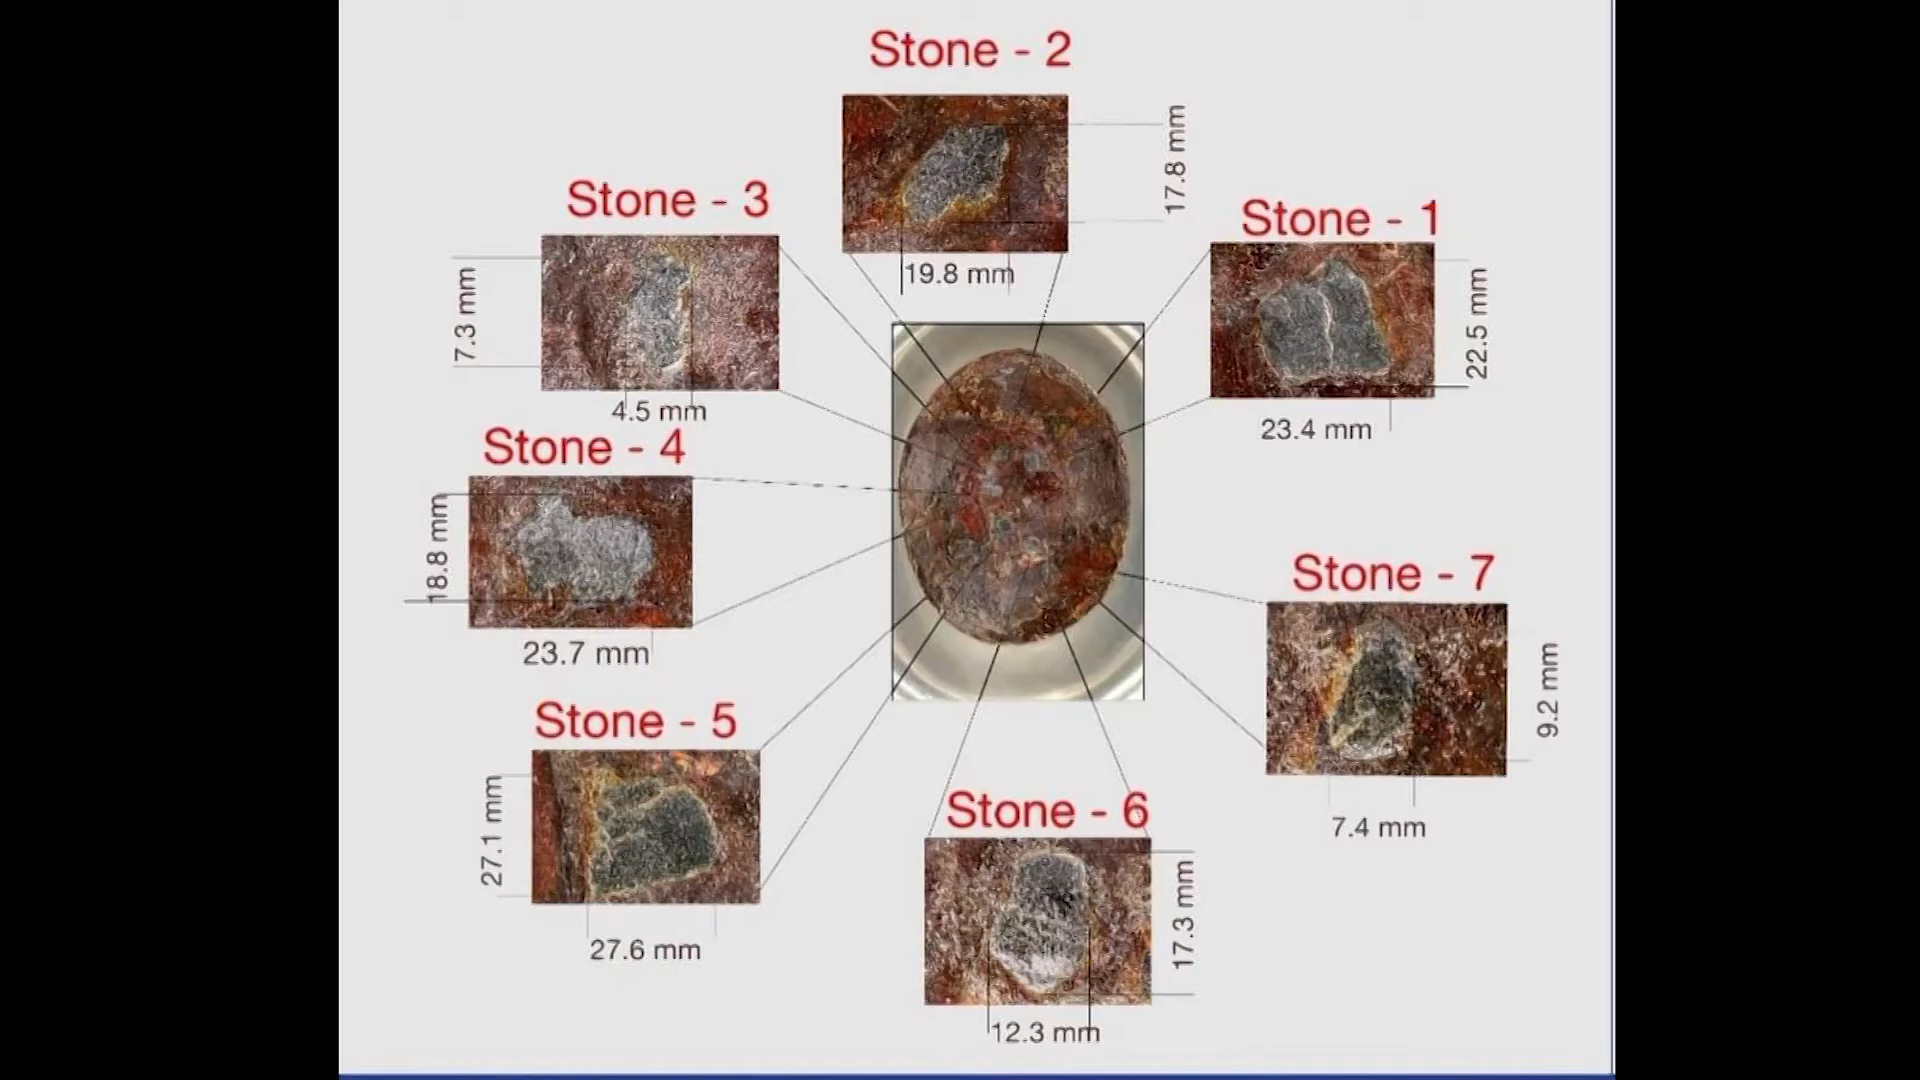 Stone - 2
17.8 mm
19.8 mm
Stone - 3
7.3 mm
4.5 mm
Stone - 1
22.5 mm
23.4 mm
Stone - 4
18.8 mm
23.7 mm
Stone - 7
9.2 mm
7.4 mm
Stone - 5
27.1 mm
27.6 mm
Stone - 6
17.3 mm
12.3 mm